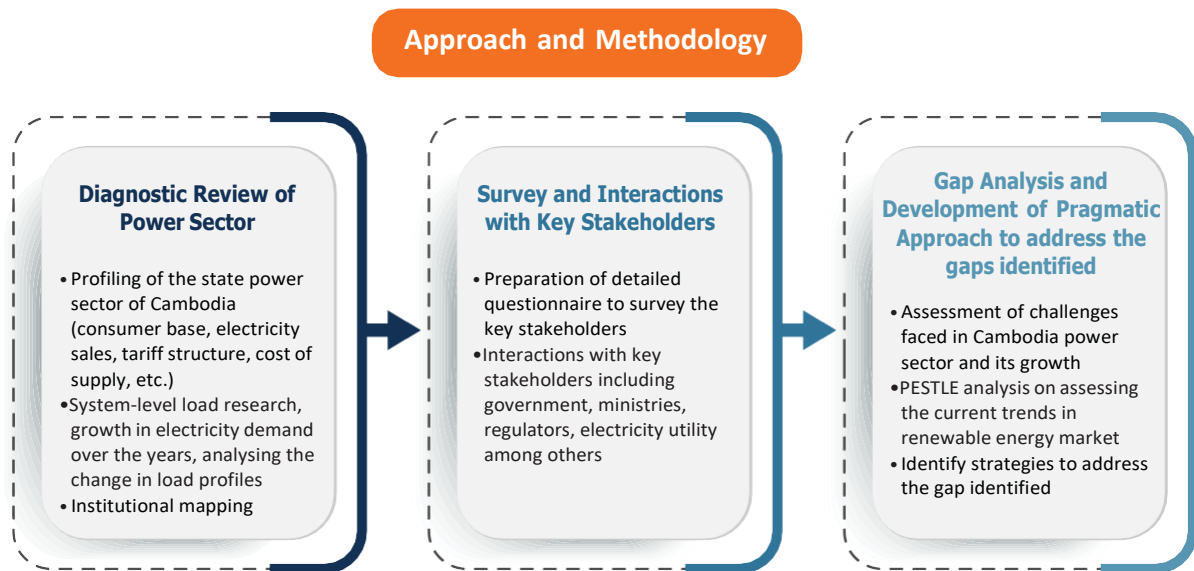 Approach and Methodology
Diagnostic Review of
Power Sector
• Profiling of the state power
sector of Cambodia
(consumer base, electricity
sales, tariff structure, cost of
supply, etc.)
•System-level load research,
growth in electricity demand
over the years, analysing the
change in load profiles
• Institutional mapping
Survey and Interactions
with Key Stakeholders
• Preparation of detailed
questionnaire to survey the
key stakeholders
•Interactions with key
stakeholders including
government, ministries,
regulators, electricity utility
among others
Gap Analysis and
Development of Pragmatic
Approach to address the
gaps identified
• Assessment of challenges
faced in Cambodia power
sector and its growth
•PESTLE analysis on assessing
the current trends in
renewable energy market
• Identify strategies to address
the gap identified